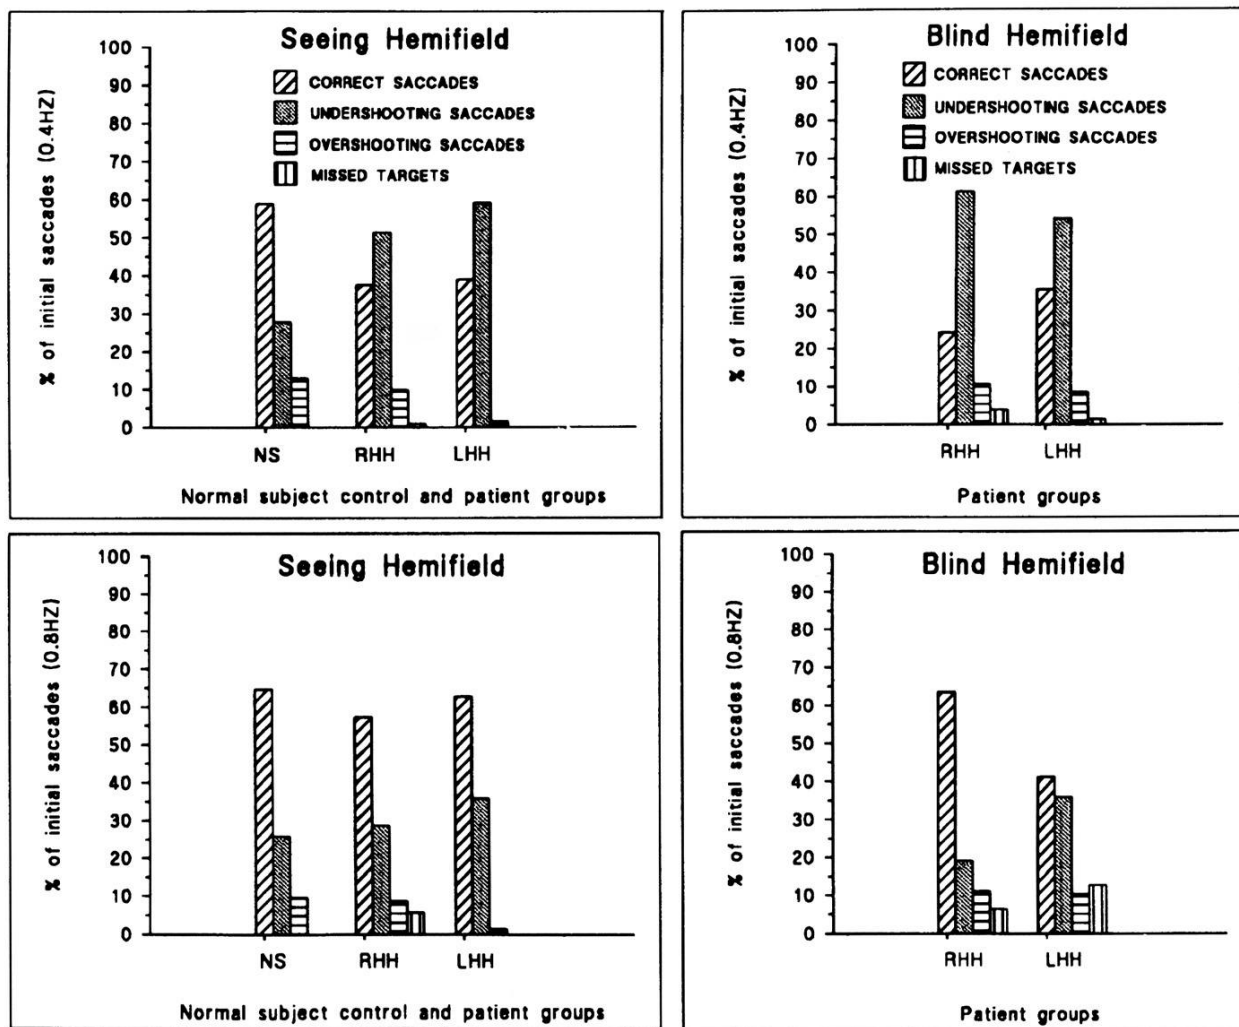 Seeing Hemifield
CORRECT SACCADES
UNDERSHOOTING SACCADES
OVERSHOOTING SACCADES
MISSED TARGETS
% of initial saccades (0.4HZ)
100
90
80
70
60
50
40
30
20
10
0
NS RHH LHH
Normal subject control and patient groups
Blind Hemifield
CORRECT SACCADES
UNDERSHOOTING SACCADES
OVERSHOOTING SACCADES
MISSED TARGETS
% of initial saccades (0.4HZ)
100
90
80
70
60
50
40
30
20
10
0
RHH LHH
Patient groups
Seeing Hemifield
% of initial saccades (0.8HZ)
100
90
80
70
60
50
40
30
20
10
0
NS RHH LHH
Normal subject control and patient groups
Blind Hemifield
% of initial saccades (0.8HZ)
100
90
80
70
60
50
40
30
20
10
0
RHH LHH
Patient groups